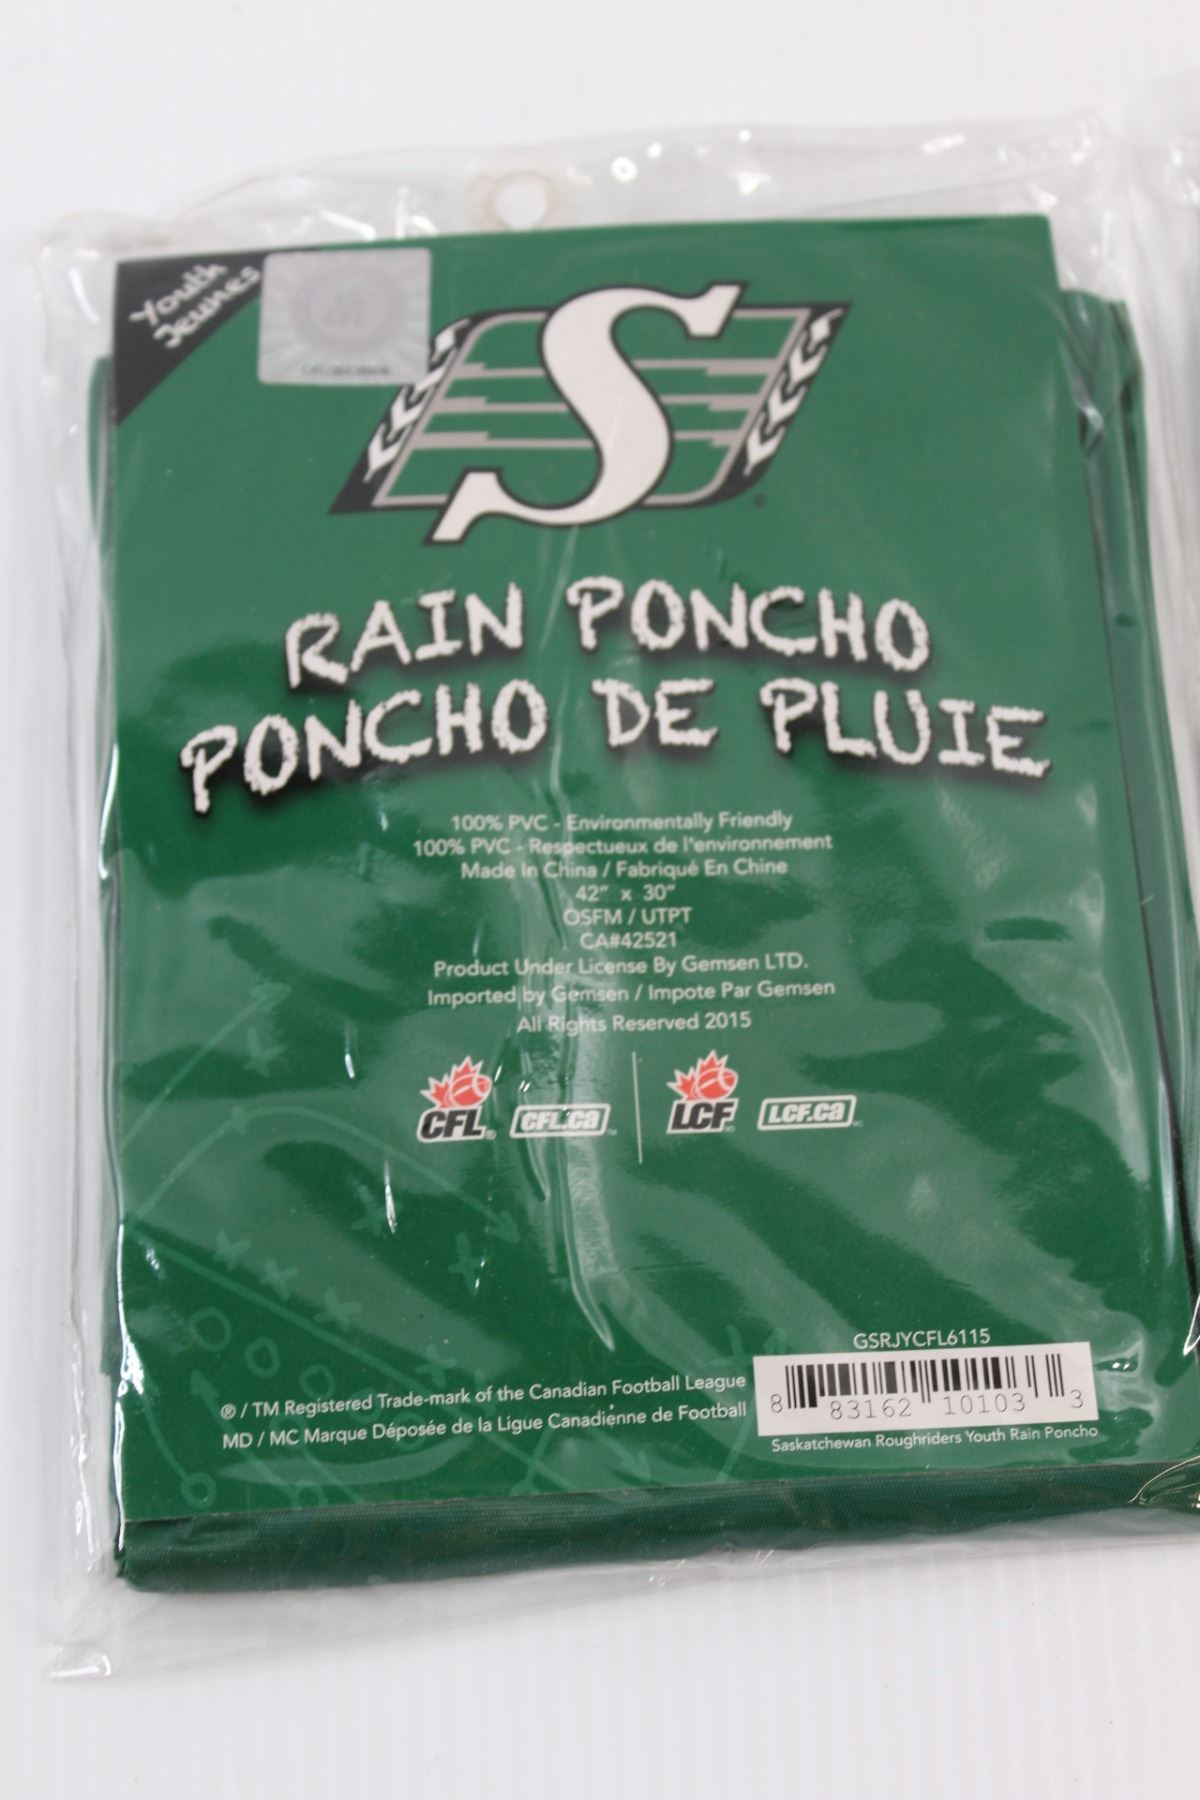 Youth
Jeunes
CFL
S
RAIN PONCHO
PONCHO DE PLUIE
100% PVC - Environmentally Friendly
100% PVC - Respectueux de l'environnement
Made In China / Fabriqué En Chine
42" x 30"
OSFM / UTPT
CA#42521
Product Under License By Gemsen LTD.
Imported by Gemsen / Impote Par Gemsen
All Rights Reserved 2015
CFL® CFL.ca™ LCF LCF.ca
GSRJYCFL6115
8 83162 10103 3
Saskatchewan Roughriders Youth Rain Poncho
® / TM Registered Trade-mark of the Canadian Football League
MD / MC Marque Déposée de la Ligue Canadienne de Football